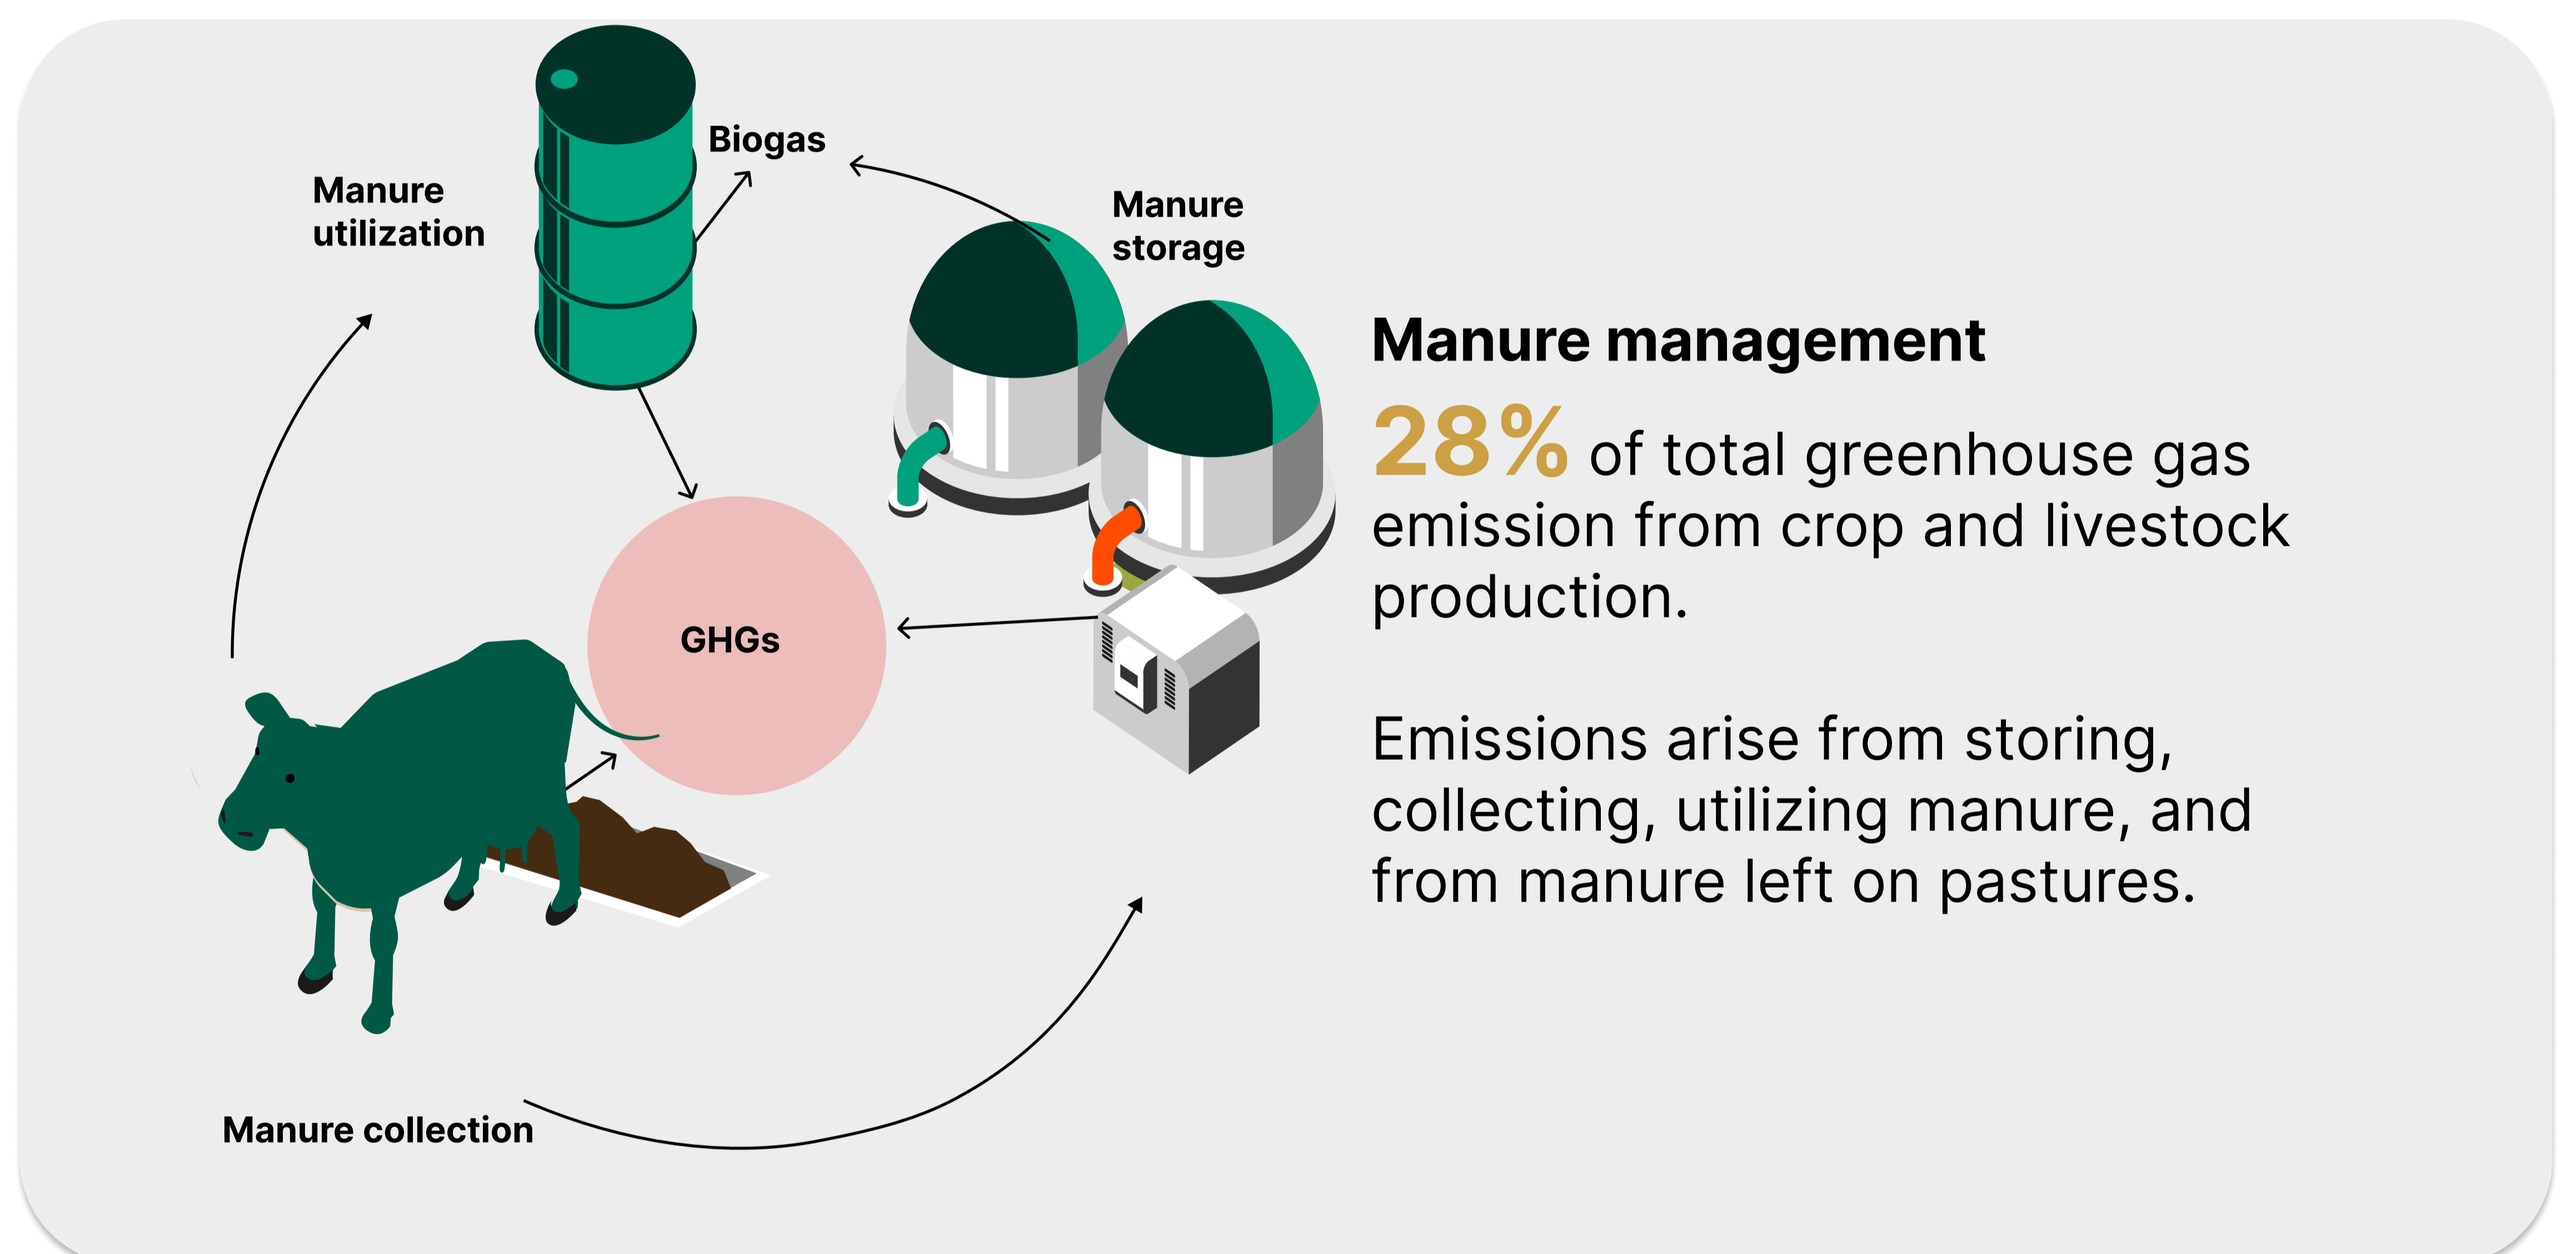 Biogas
Manure
utilization
Manure
storage
GHGs
Manure collection
Manure management
28% of total greenhouse gas
emission from crop and livestock
production.
Emissions arise from storing,
collecting, utilizing manure, and
from manure left on pastures.